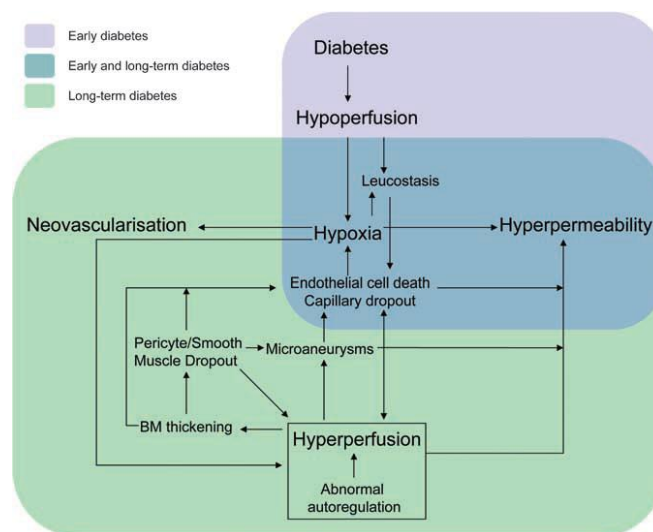 Early diabetes
Early and long-term diabetes
Long-term diabetes
Diabetes
Hypoperfusion
Leucostasis
Neovascularisation
Hypoxia
Hyperpermeability
Endothelial cell death
Capillary dropout
Pericyte/Smooth
Muscle Dropout
Microaneurysms
BM thickening
Hyperperfusion
Abnormal
autoregulation